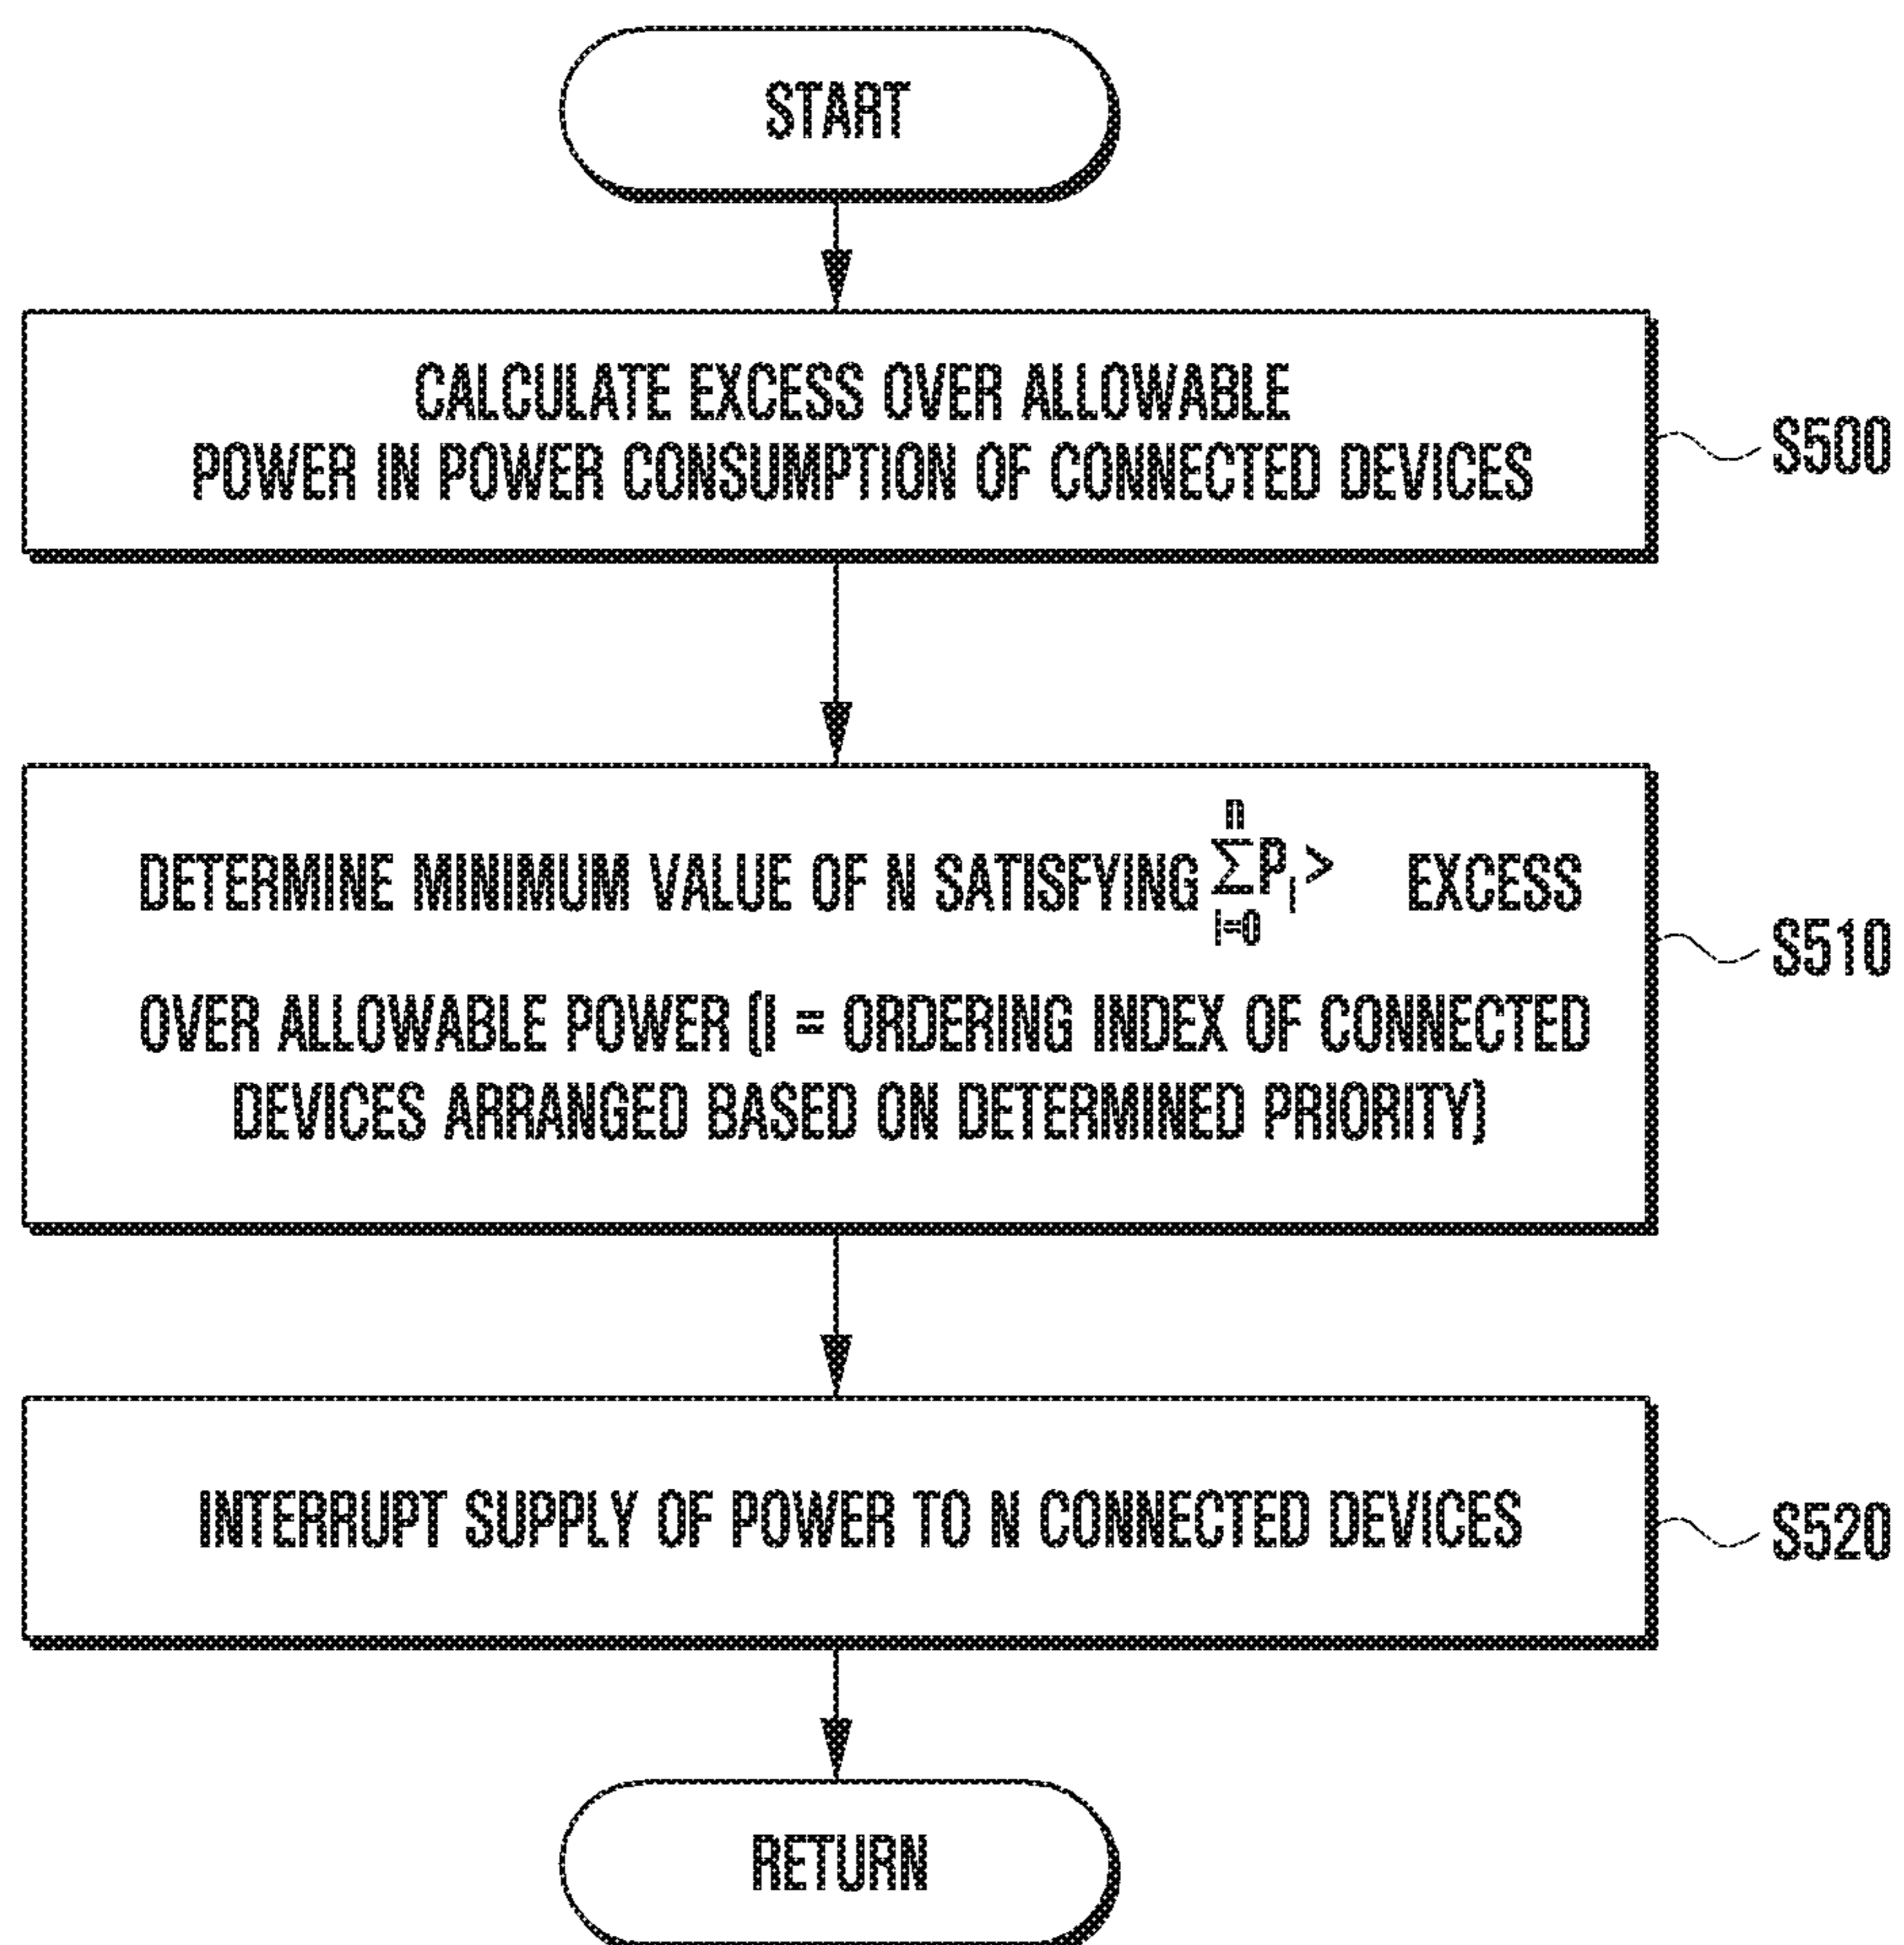 START
CALCULATE EXCESS OVER ALLOWABLE
POWER IN POWER CONSUMPTION OF CONNECTED DEVICES
S500
DETERMINE MINIMUM VALUE OF N SATISFYING \sum_{I=0}^{n} P_I > EXCESS
OVER ALLOWABLE POWER (I = ORDERING INDEX OF CONNECTED
DEVICES ARRANGED BASED ON DETERMINED PRIORITY)
S510
INTERRUPT SUPPLY OF POWER TO N CONNECTED DEVICES
S520
RETURN